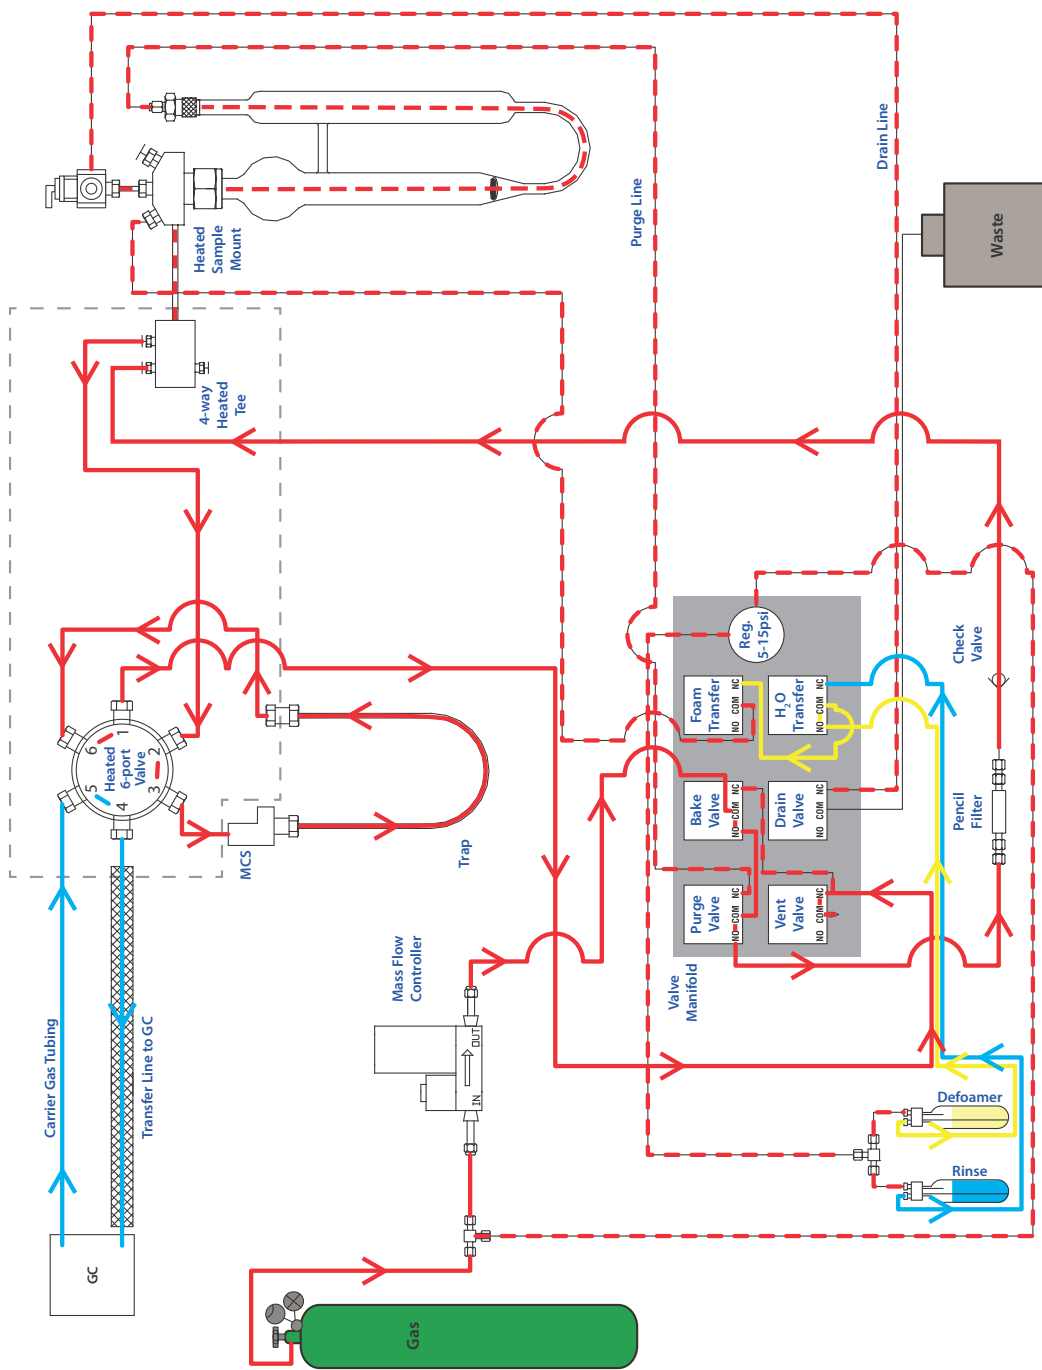 Drain Line
Purge Line
Waste
Heated
Sample
Mount
4-way
Heated
Tee
Check
Valve
Reg.
5-15psi
Foam
Transfer
NO COM NC
H2O
Transfer
NO COM NC
1
2
3
4
5
6
Heated
6-port
Valve
Bake
Valve
NO COM NC
Drain
Valve
NO COM NC
Pencil
Filter
MCS
Trap
Purge
Valve
NO COM NC
Vent
Valve
NO COM NC
Valve
Manifold
Mass Flow
Controller
OUT
IN
Carrier Gas Tubing
Transfer Line to GC
Defoamer
Rinse
GC
Gas